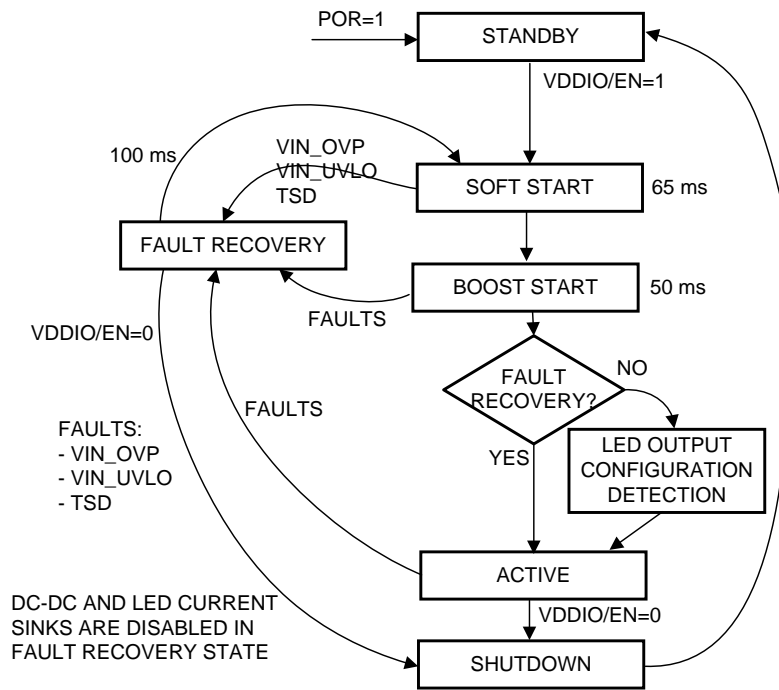 POR=1
STANDBY
VDDIO/EN=1
100 ms
VIN_OVP
VIN_UVLO
TSD
SOFT START
65 ms
FAULT RECOVERY
BOOST START
50 ms
FAULTS
VDDIO/EN=0
FAULT
RECOVERY?
NO
YES
FAULTS
LED OUTPUT
CONFIGURATION
DETECTION
FAULTS:
- VIN_OVP
- VIN_UVLO
- TSD
ACTIVE
VDDIO/EN=0
DC-DC AND LED CURRENT
SINKS ARE DISABLED IN
FAULT RECOVERY STATE
SHUTDOWN